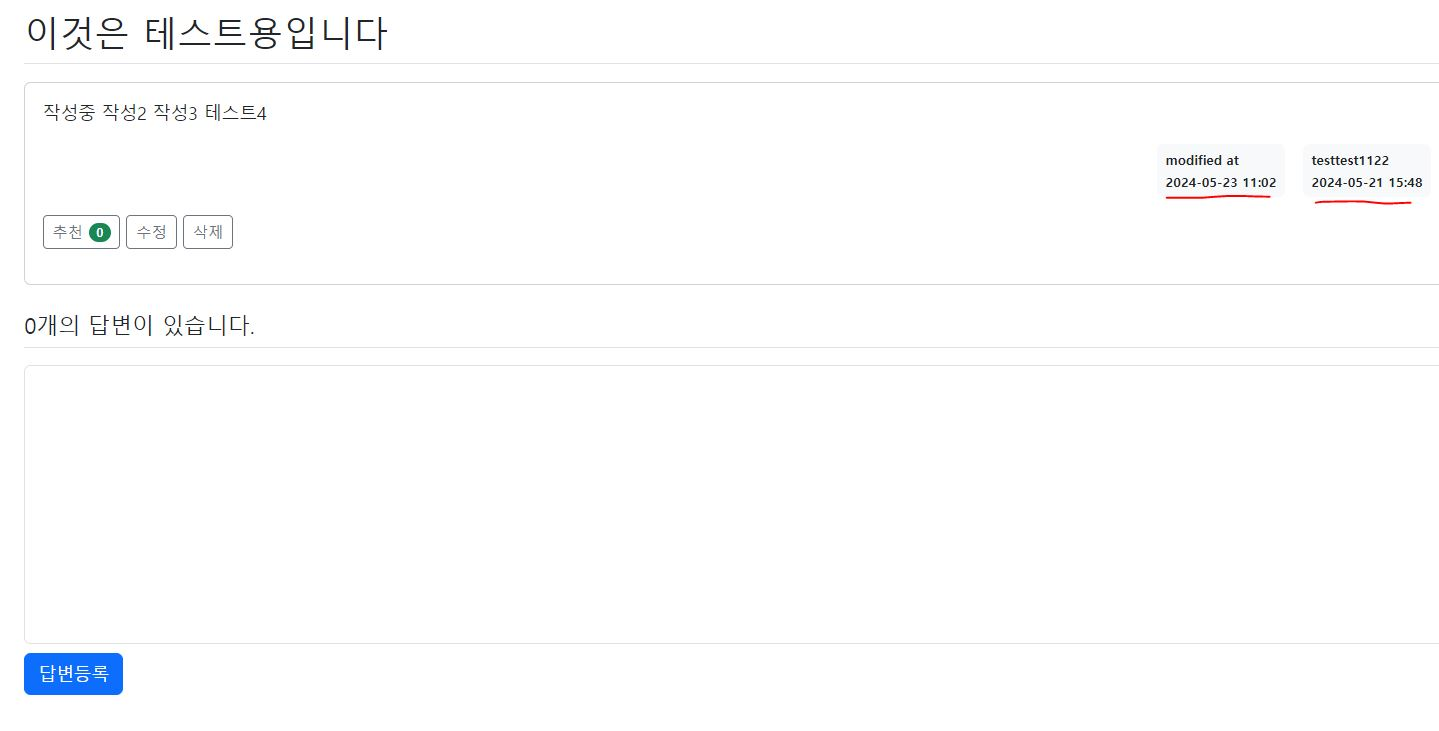 이것은 테스트용입니다
작성중 작성2 작성3 테스트4
modified at
2024-05-23 11:02
testtest1122
2024-05-21 15:48
추천 0 수정 삭제
0개의 답변이 있습니다.
답변등록